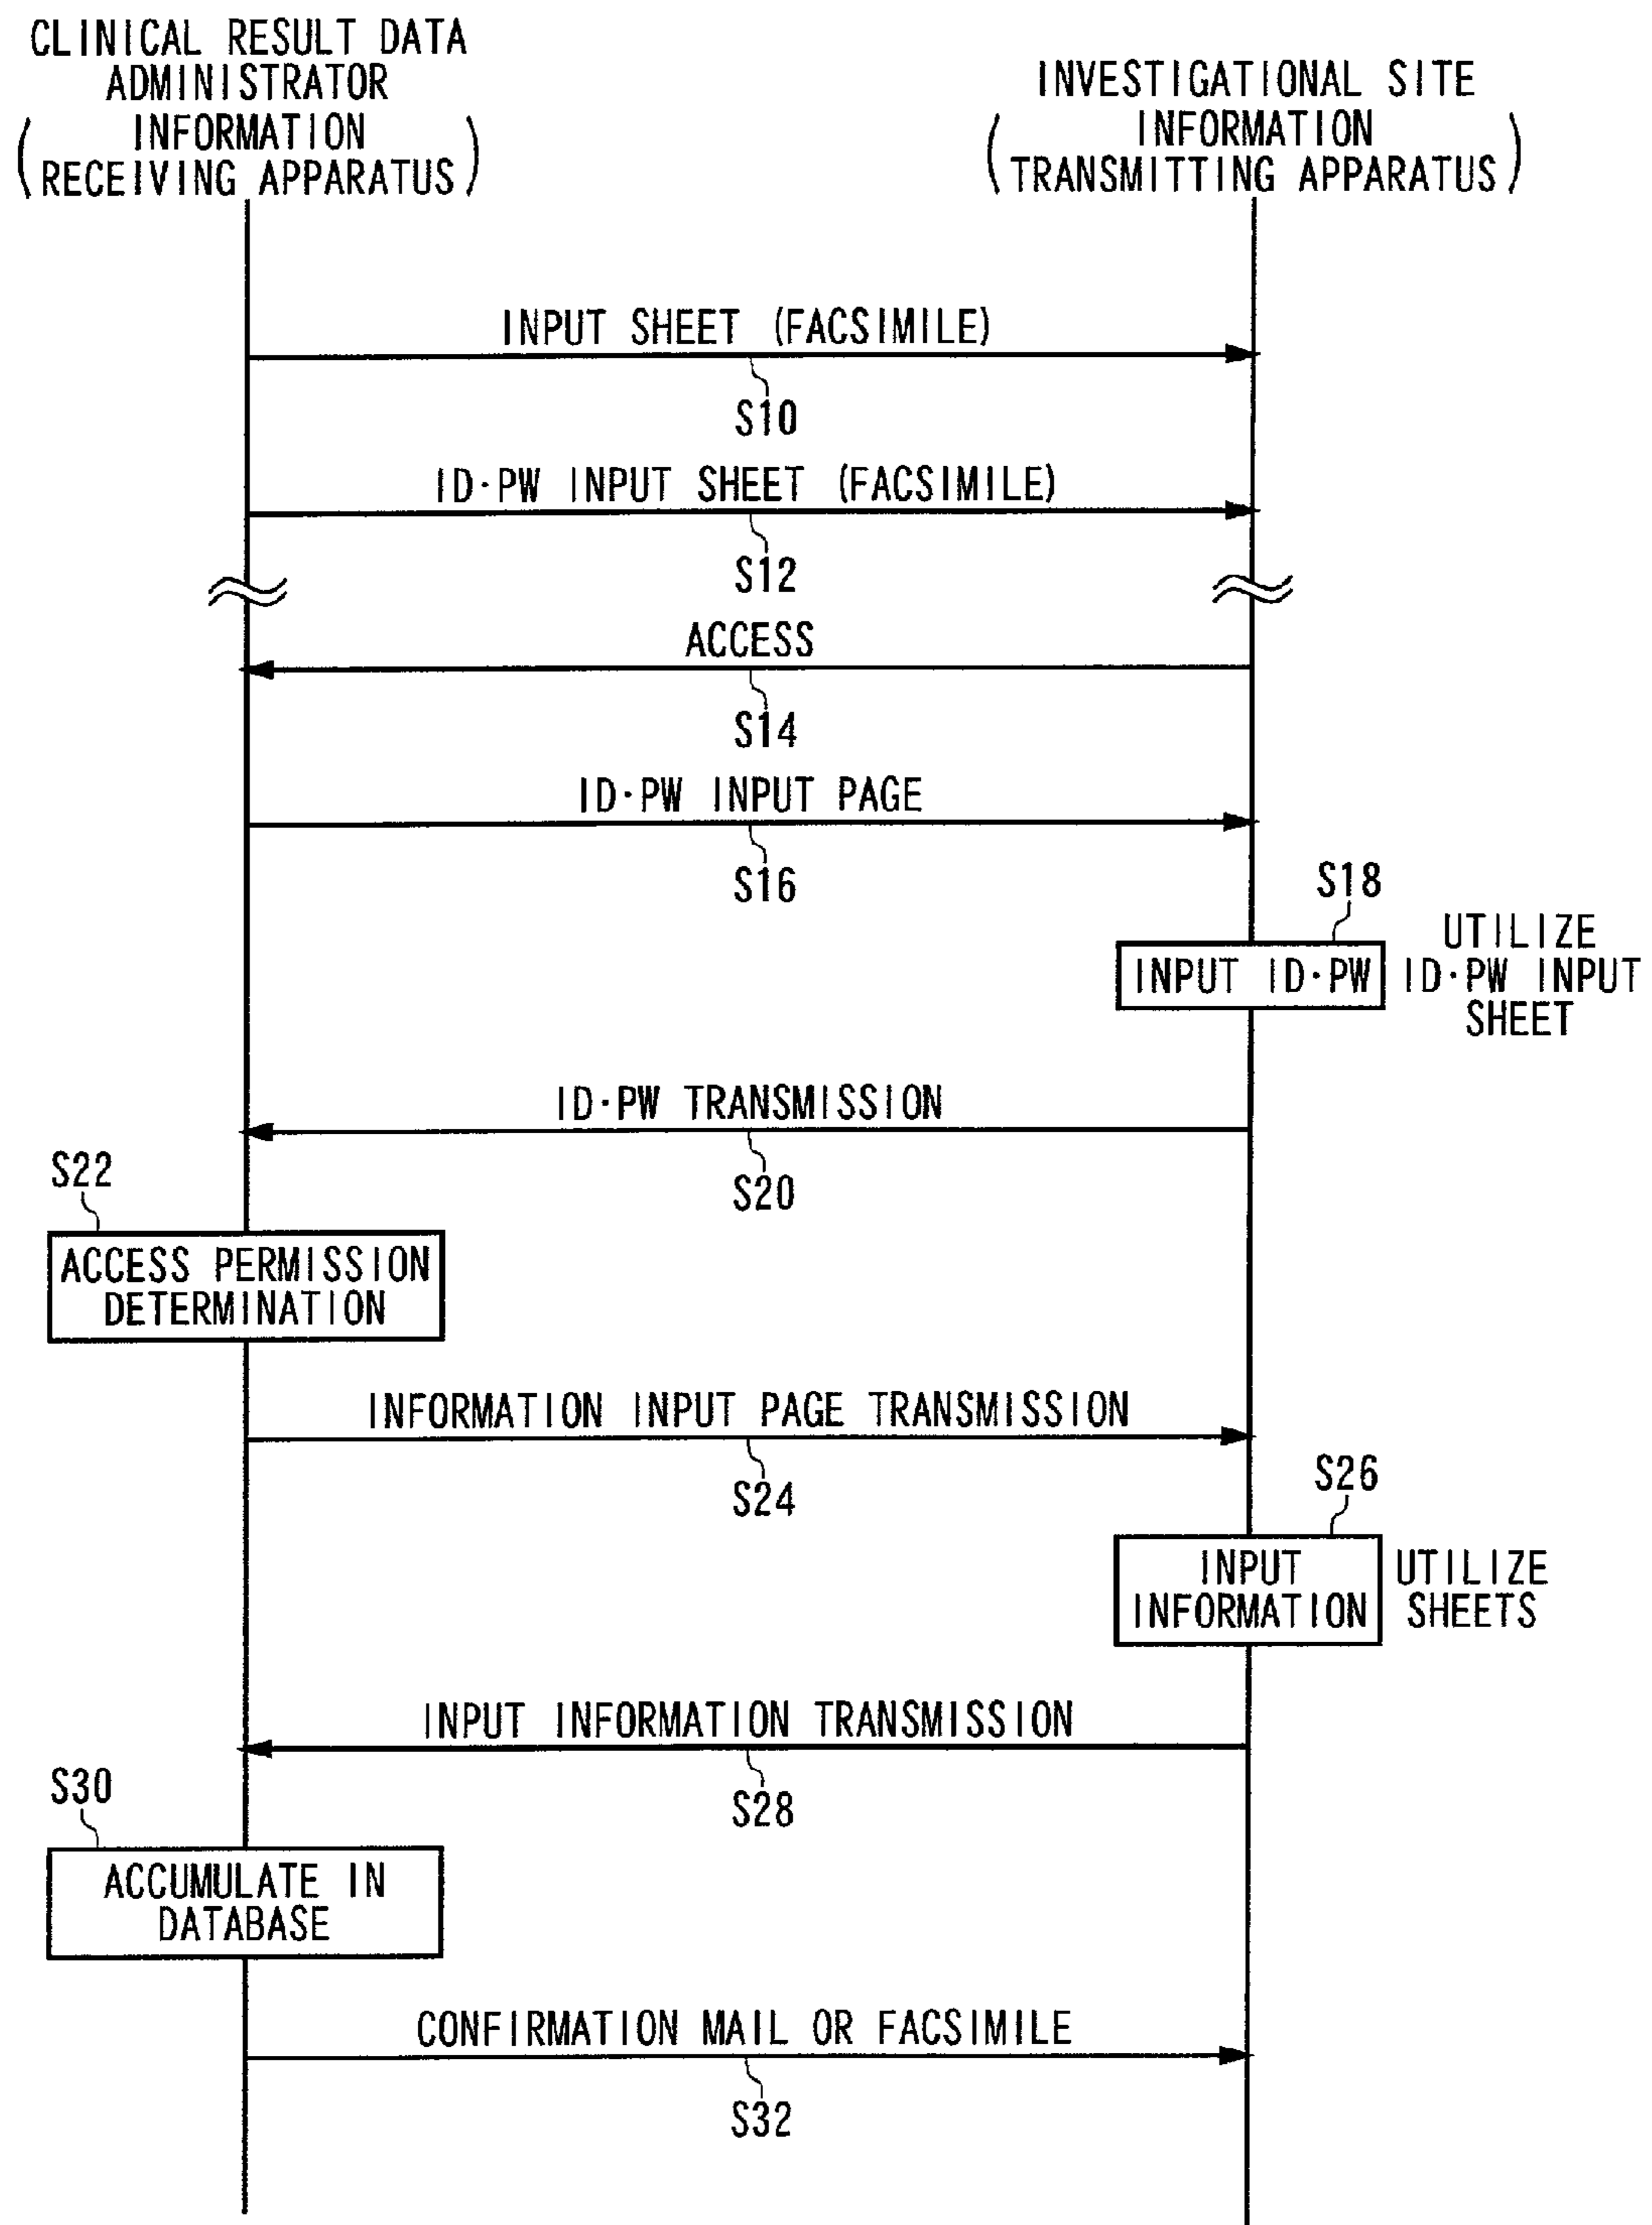 CLINICAL RESULT DATA
ADMINISTRATOR
(INFORMATION
RECEIVING APPARATUS)
INVESTIGATIONAL SITE
(INFORMATION
TRANSMITTING APPARATUS)
INPUT SHEET (FACSIMILE)
S10
ID·PW INPUT SHEET (FACSIMILE)
S12
ACCESS
S14
ID·PW INPUT PAGE
S16
S18
INPUT ID·PW
UTILIZE
ID·PW INPUT
SHEET
ID·PW TRANSMISSION
S20
S22
ACCESS PERMISSION
DETERMINATION
INFORMATION INPUT PAGE TRANSMISSION
S24
S26
INPUT
INFORMATION
UTILIZE
SHEETS
INPUT INFORMATION TRANSMISSION
S28
S30
ACCUMULATE IN
DATABASE
CONFIRMATION MAIL OR FACSIMILE
S32